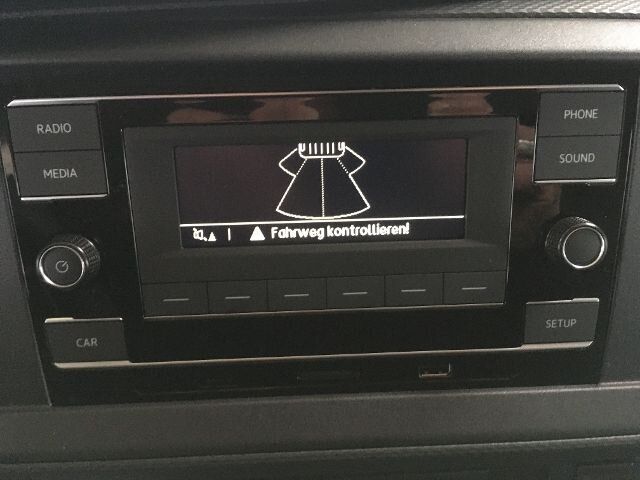 RADIO
MEDIA
PHONE
SOUND
Fahrweg kontrollieren!
CAR
SETUP